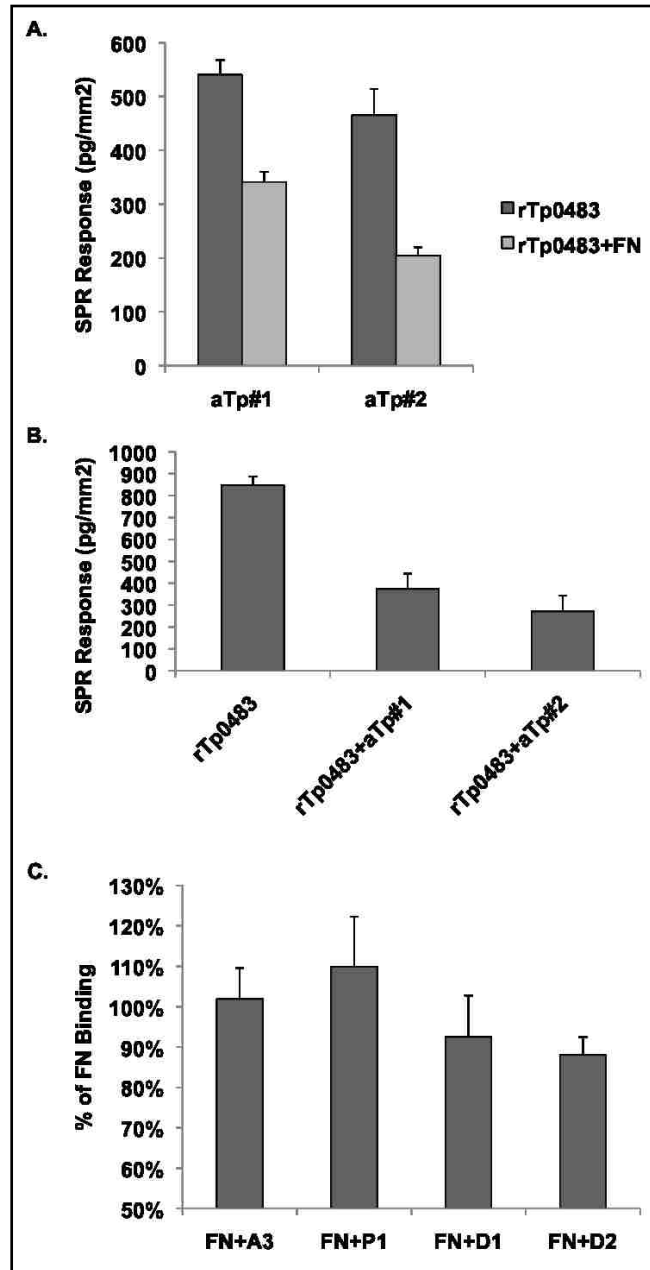 A.
SPR Response (pg/mm2)
600
500
400
300
200
100
0
aTp#1
aTp#2
rTp0483
rTp0483+FN
B.
SPR Response (pg/mm2)
1000
900
800
700
600
500
400
300
200
100
0
rTp0483
rTp0483+aTp#1
rTp0483+aTp#2
C.
% of FN Binding
130%
120%
110%
100%
90%
80%
70%
60%
50%
FN+A3
FN+P1
FN+D1
FN+D2